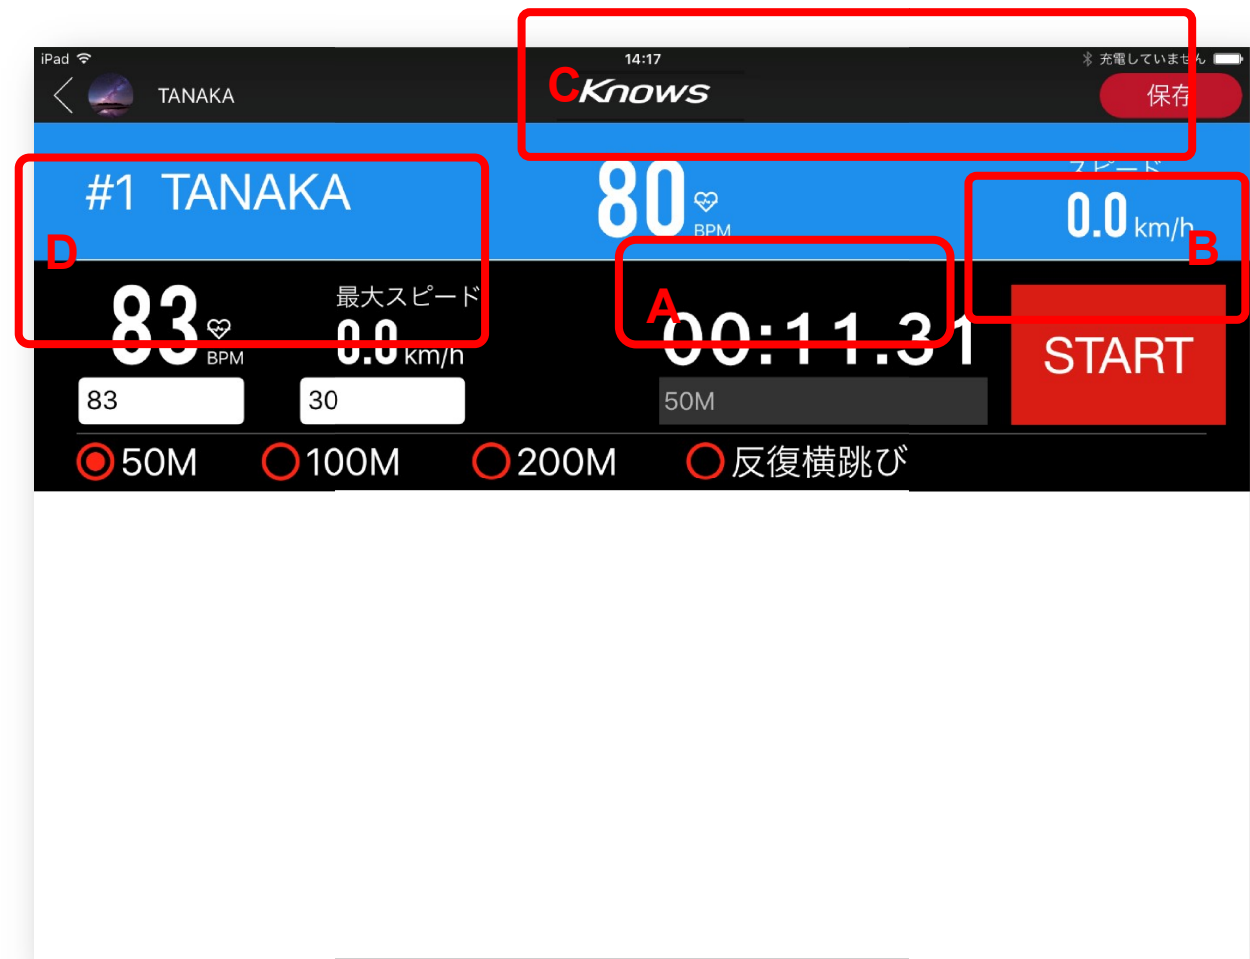 iPad 14:17 充電していません
TANAKA
C Knows
保存
#1 TANAKA
80 BPM
スピード
0.0 km/h
D
B
A
83 BPM
最大スピード
0.0 km/h
00:11.31
START
83
30
50M
50M 100M 200M 反復横跳び